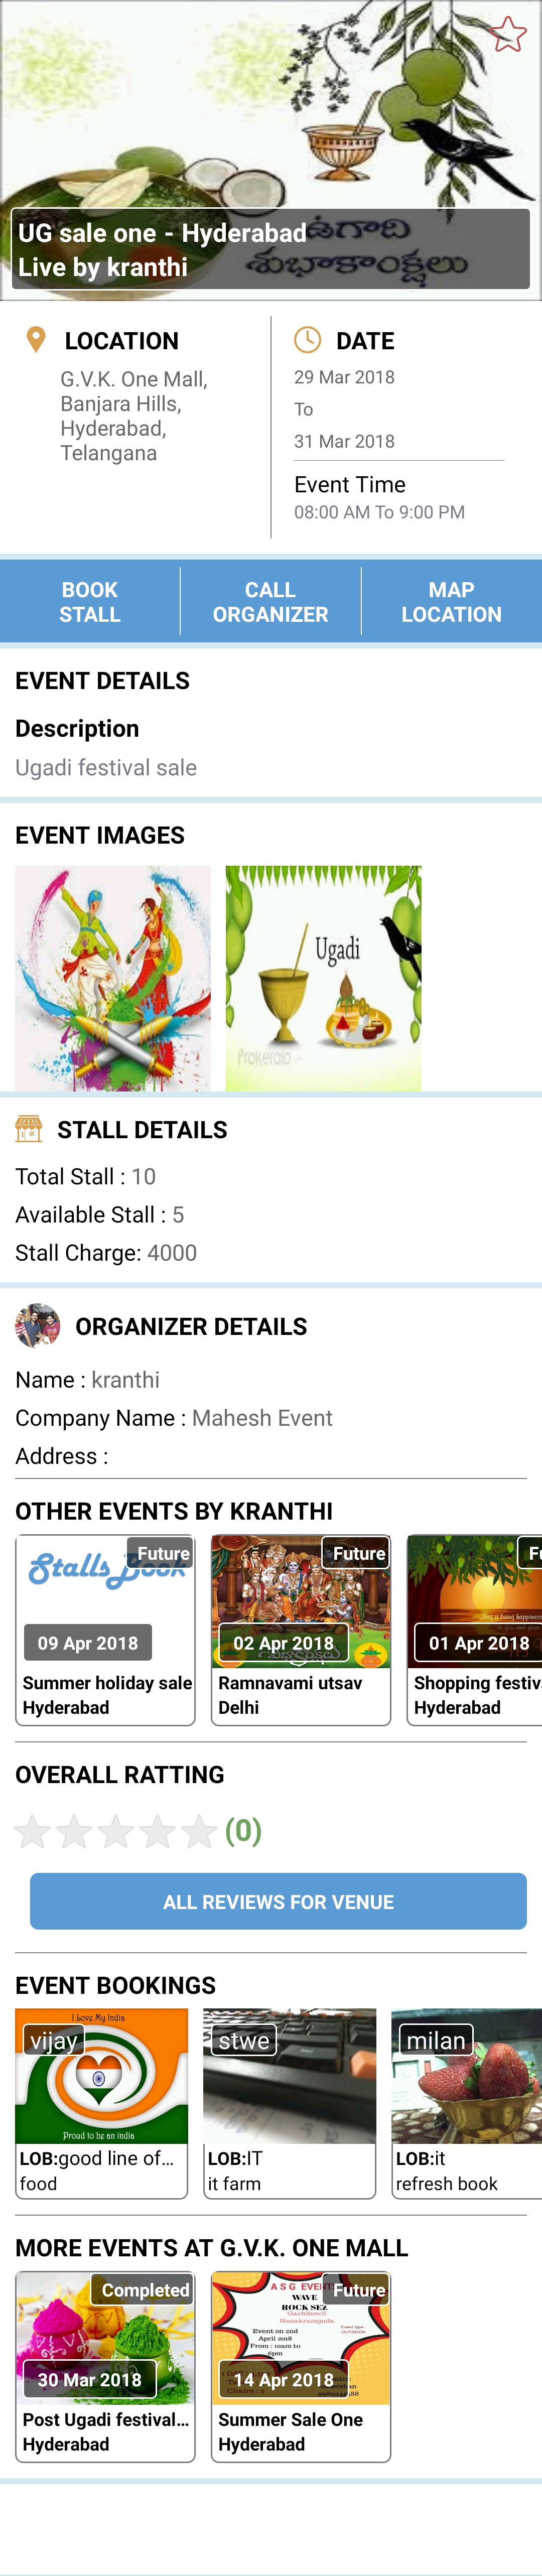 UG sale one - Hyderabad
Live by kranthi
ఉగాది
శుభాకాంక్షలు
LOCATION
G.V.K. One Mall,
Banjara Hills,
Hyderabad,
Telangana
DATE
29 Mar 2018
To
31 Mar 2018
Event Time
08:00 AM To 9:00 PM
BOOK
STALL
CALL
ORGANIZER
MAP
LOCATION
EVENT DETAILS
Description
Ugadi festival sale
EVENT IMAGES
Ugadi
Prokerala
STALL DETAILS
Total Stall : 10
Available Stall : 5
Stall Charge: 4000
ORGANIZER DETAILS
Name : kranthi
Company Name : Mahesh Event
Address :
OTHER EVENTS BY KRANTHI
Stalls Book
Future
09 Apr 2018
Summer holiday sale
Hyderabad
Future
02 Apr 2018
Ramnavami utsav
Delhi
Fu
01 Apr 2018
Shopping festiv
Hyderabad
OVERALL RATTING
(0)
ALL REVIEWS FOR VENUE
EVENT BOOKINGS
I Love My India
vijay
Proud to be an india
LOB:good line of...
food
stwe
LOB:IT
it farm
milan
LOB:it
refresh book
MORE EVENTS AT G.V.K. ONE MALL
Completed
30 Mar 2018
Post Ugadi festival...
Hyderabad
A S G EVENT
Future
WAVE
ROCK SEZ
Gachibouli
Nanakramguda
Event on 2nd
April 2018
From : 10am to
6pm
Event type :
OUTDOOR
14 Apr 2018
Summer Sale One
Hyderabad